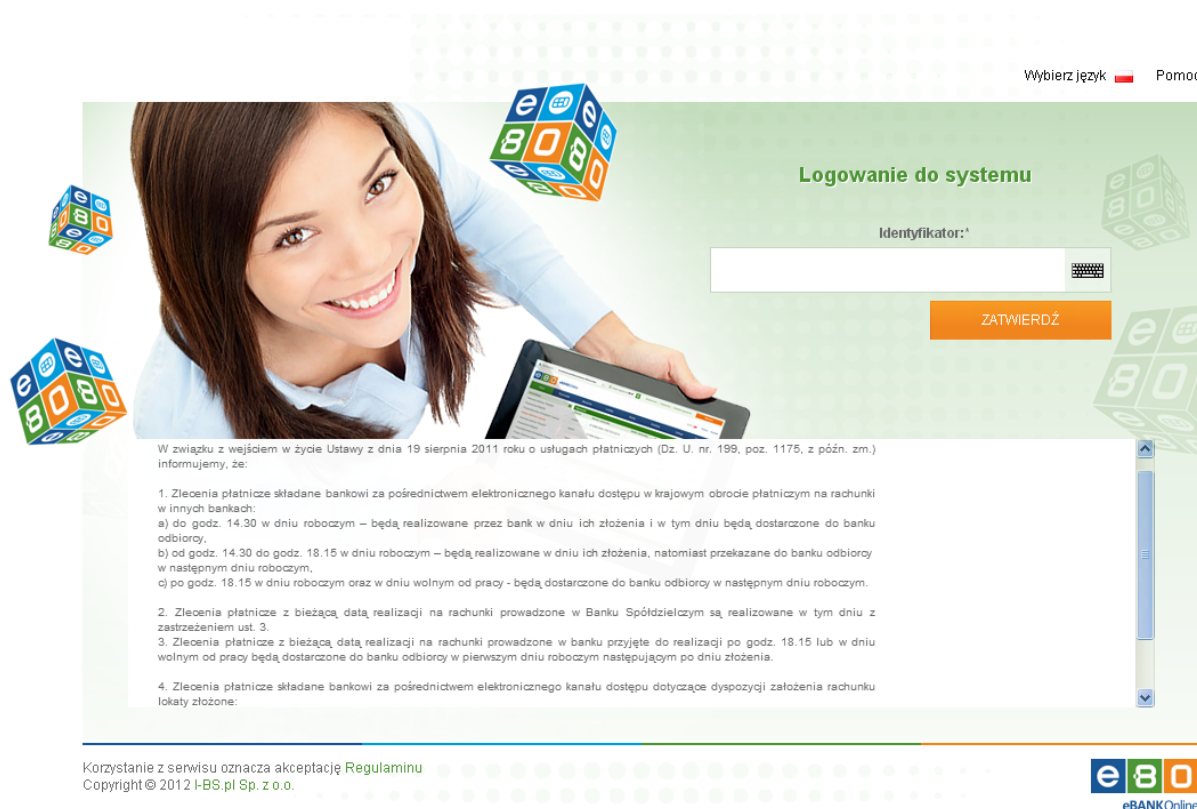 Wybierz język
Pomoc
Logowanie do systemu
Identyfikator:*
ZATWIERDŹ
W związku z wejściem w życie Ustawy z dnia 19 sierpnia 2011 roku o usługach płatniczych (Dz. U. nr. 199, poz. 1175, z późn. zm.)
informujemy, że:
1. Zlecenia płatnicze składane bankowi za pośrednictwem elektronicznego kanału dostępu w krajowym obrocie płatniczym na rachunki
w innych bankach:
a) do godz. 14.30 w dniu roboczym – będą realizowane przez bank w dniu ich złożenia i w tym dniu będą dostarczone do banku
odbiorcy,
b) od godz. 14.30 do godz. 18.15 w dniu roboczym – będą realizowane w dniu ich złożenia, natomiast przekazane do banku odbiorcy
w następnym dniu roboczym,
c) po godz. 18.15 w dniu roboczym oraz w dniu wolnym od pracy - będą dostarczone do banku odbiorcy w następnym dniu roboczym.
2. Zlecenia płatnicze z bieżącą datą realizacji na rachunki prowadzone w Banku Spółdzielczym są realizowane w tym dniu z
zastrzeżeniem ust. 3.
3. Zlecenia płatnicze z bieżącą datą realizacji na rachunki prowadzone w banku przyjęte do realizacji po godz. 18.15 lub w dniu
wolnym od pracy będą dostarczone do banku odbiorcy w pierwszym dniu roboczym następującym po dniu złożenia.
4. Zlecenia płatnicze składane bankowi za pośrednictwem elektronicznego kanału dostępu dotyczące dyspozycji założenia rachunku
lokaty złożone:
Korzystanie z serwisu oznacza akceptację Regulaminu
Copyright © 2012 I-BS.pl Sp. z o.o.
e B O
eBANKOnline